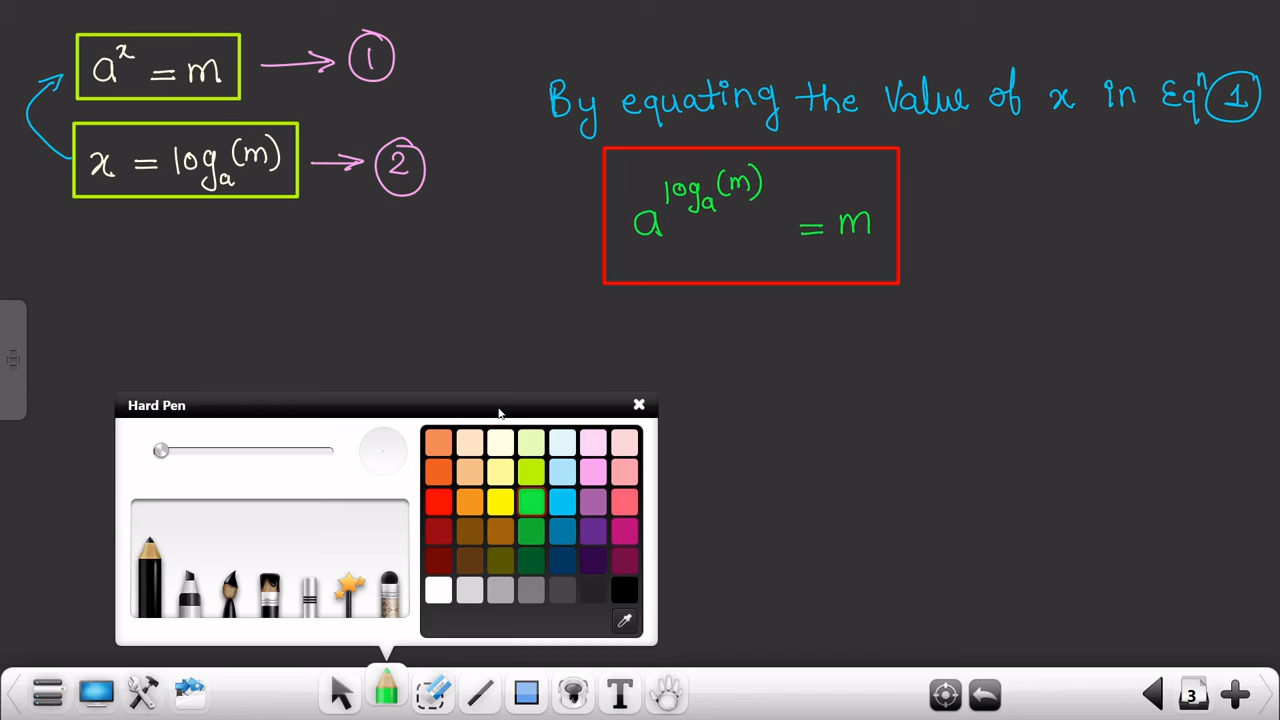 a^x = m → ①
x = log_a(m) → ②
By equating the value of x in Eqⁿ ①
a^{log_a(m)} = m
Hard Pen
T
3